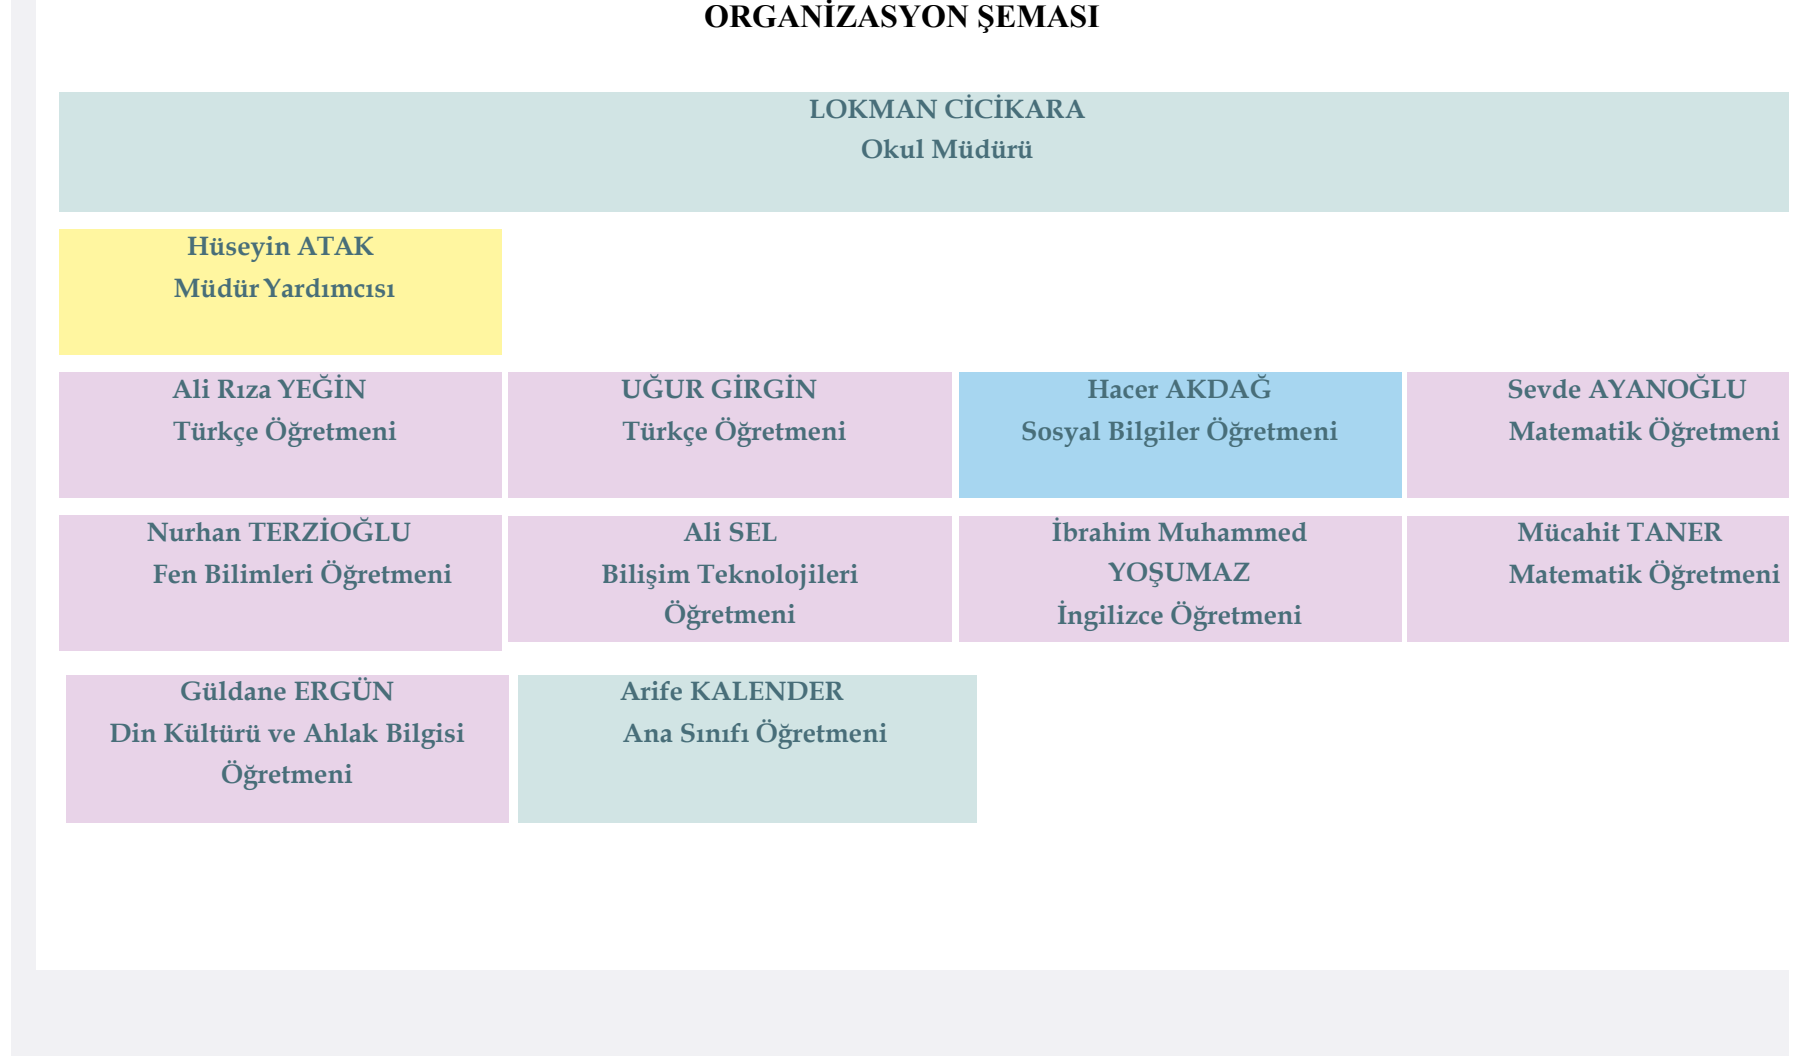 ORGANİZASYON ŞEMASI
LOKMAN CİCİKARA
Okul Müdürü
Hüseyin ATAK
Müdür Yardımcısı
Ali Rıza YEĞİN
Türkçe Öğretmeni
UĞUR GİRGİN
Türkçe Öğretmeni
Hacer AKDAĞ
Sosyal Bilgiler Öğretmeni
Sevde AYANOĞLU
Matematik Öğretmeni
Nurhan TERZİOĞLU
Fen Bilimleri Öğretmeni
Ali SEL
Bilişim Teknolojileri
Öğretmeni
İbrahim Muhammed
YOŞUMAZ
İngilizce Öğretmeni
Mücahit TANER
Matematik Öğretmeni
Güldane ERGÜN
Din Kültürü ve Ahlak Bilgisi
Öğretmeni
Arife KALENDER
Ana Sınıfı Öğretmeni